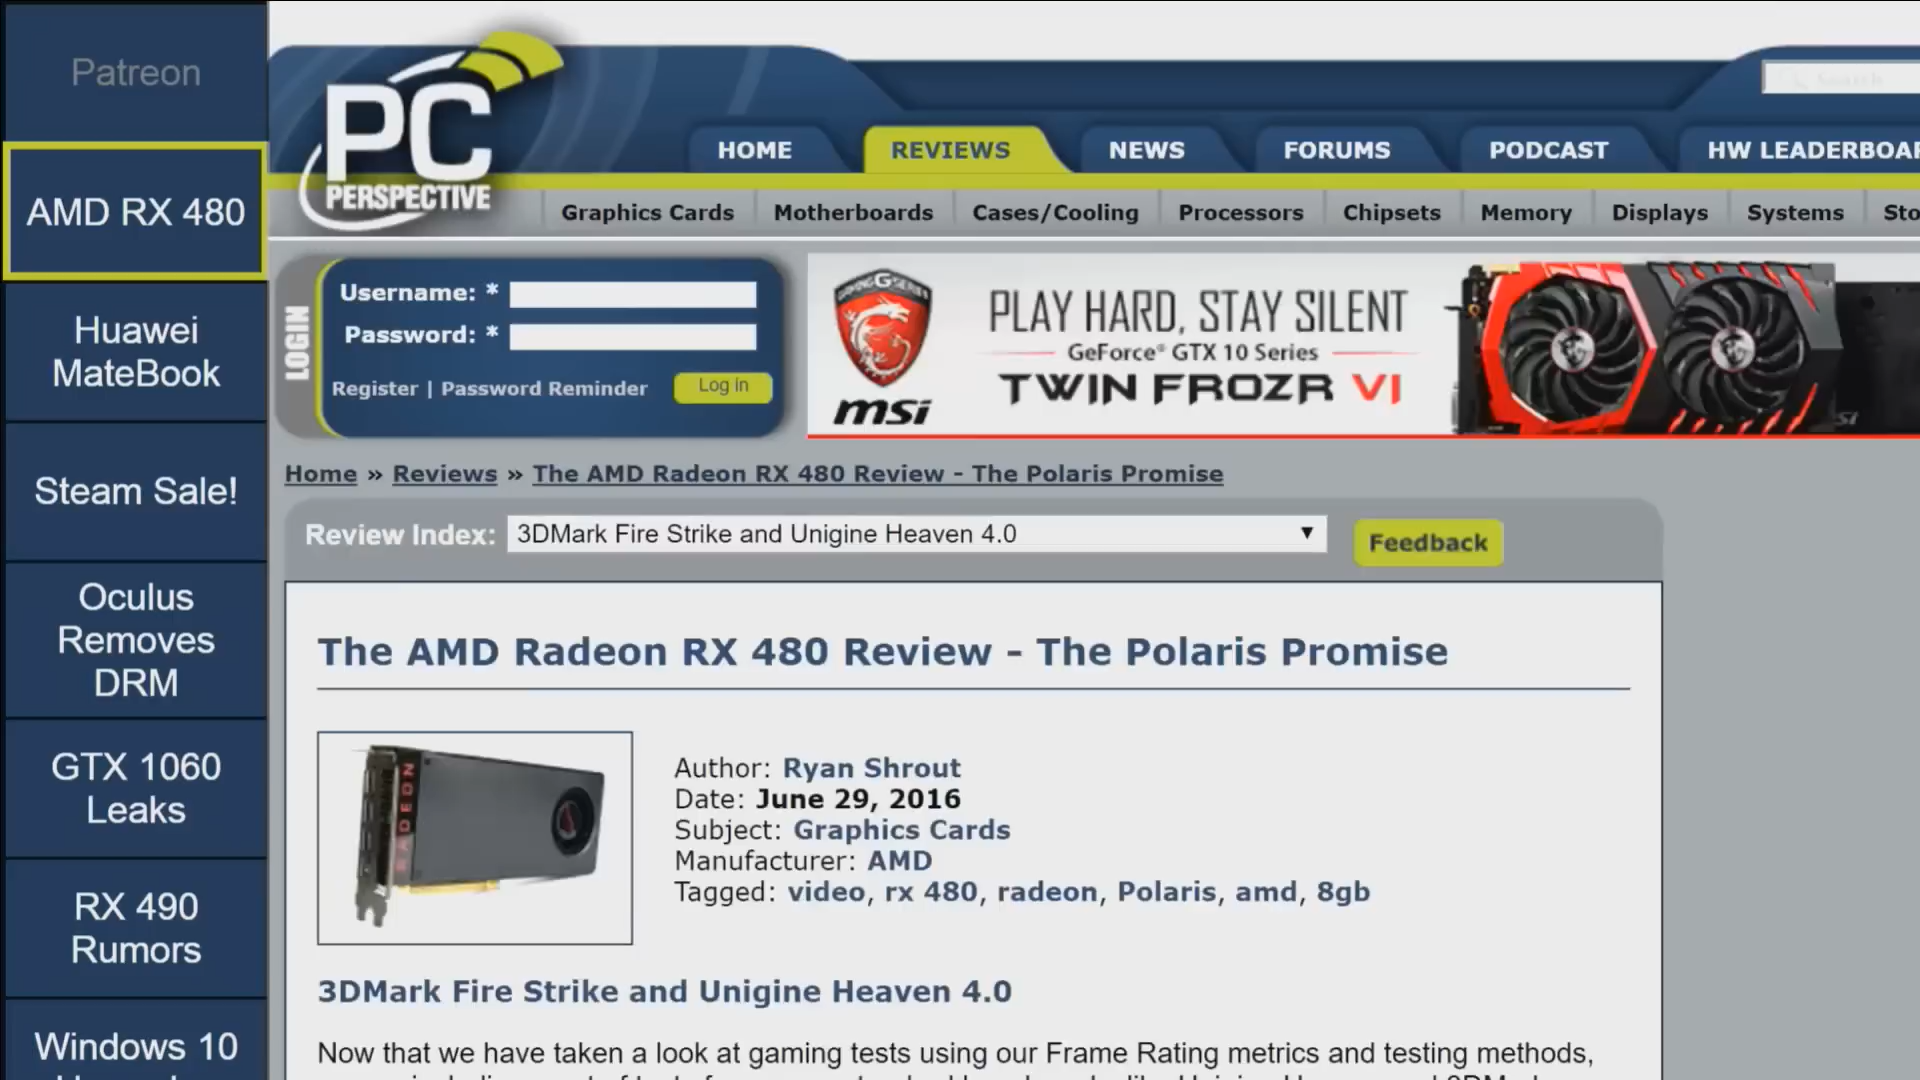 Patreon
AMD RX 480
Huawei
MateBook
Steam Sale!
Oculus
Removes
DRM
GTX 1060
Leaks
RX 490
Rumors
Windows 10
PC
PERSPECTIVE
Search
HOME
REVIEWS
NEWS
FORUMS
PODCAST
HW LEADERBOAR
Graphics Cards
Motherboards
Cases/Cooling
Processors
Chipsets
Memory
Displays
Systems
Sto
LOGIN
Username: *
Password: *
Register | Password Reminder
Log in
GAMING G SERIES
msi
PLAY HARD, STAY SILENT
GeForce® GTX 10 Series
TWIN FROZR VI
Home » Reviews » The AMD Radeon RX 480 Review - The Polaris Promise
Review Index: 3DMark Fire Strike and Unigine Heaven 4.0
Feedback
The AMD Radeon RX 480 Review - The Polaris Promise
RADEON
Author: Ryan Shrout
Date: June 29, 2016
Subject: Graphics Cards
Manufacturer: AMD
Tagged: video, rx 480, radeon, Polaris, amd, 8gb
3DMark Fire Strike and Unigine Heaven 4.0
Now that we have taken a look at gaming tests using our Frame Rating metrics and testing methods,